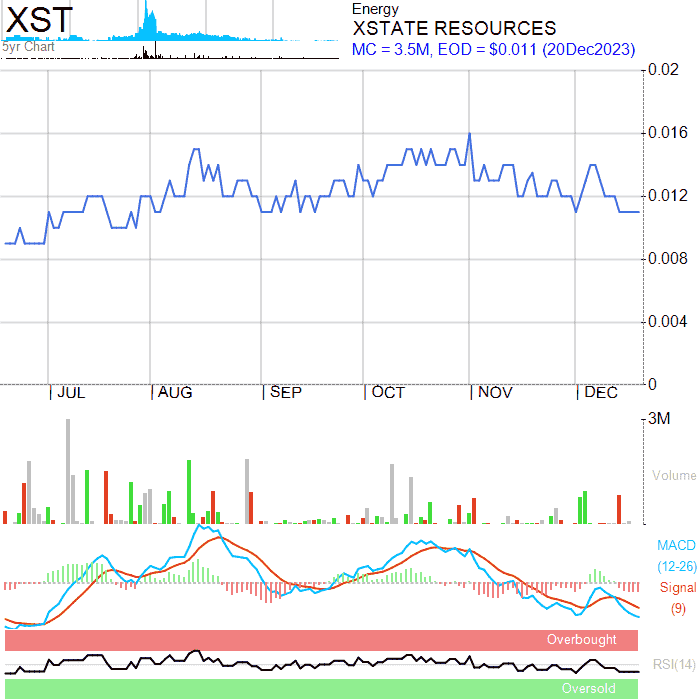 XST
5yr Chart
Energy
XSTATE RESOURCES
MC = 3.5M, EOD = $0.011 (20Dec2023)
0.02
0.016
0.012
0.008
0.004
0
JUL AUG SEP OCT NOV DEC
3M
Volume
MACD
(12-26)
Signal
(9)
Overbought
RSI(14)
Oversold